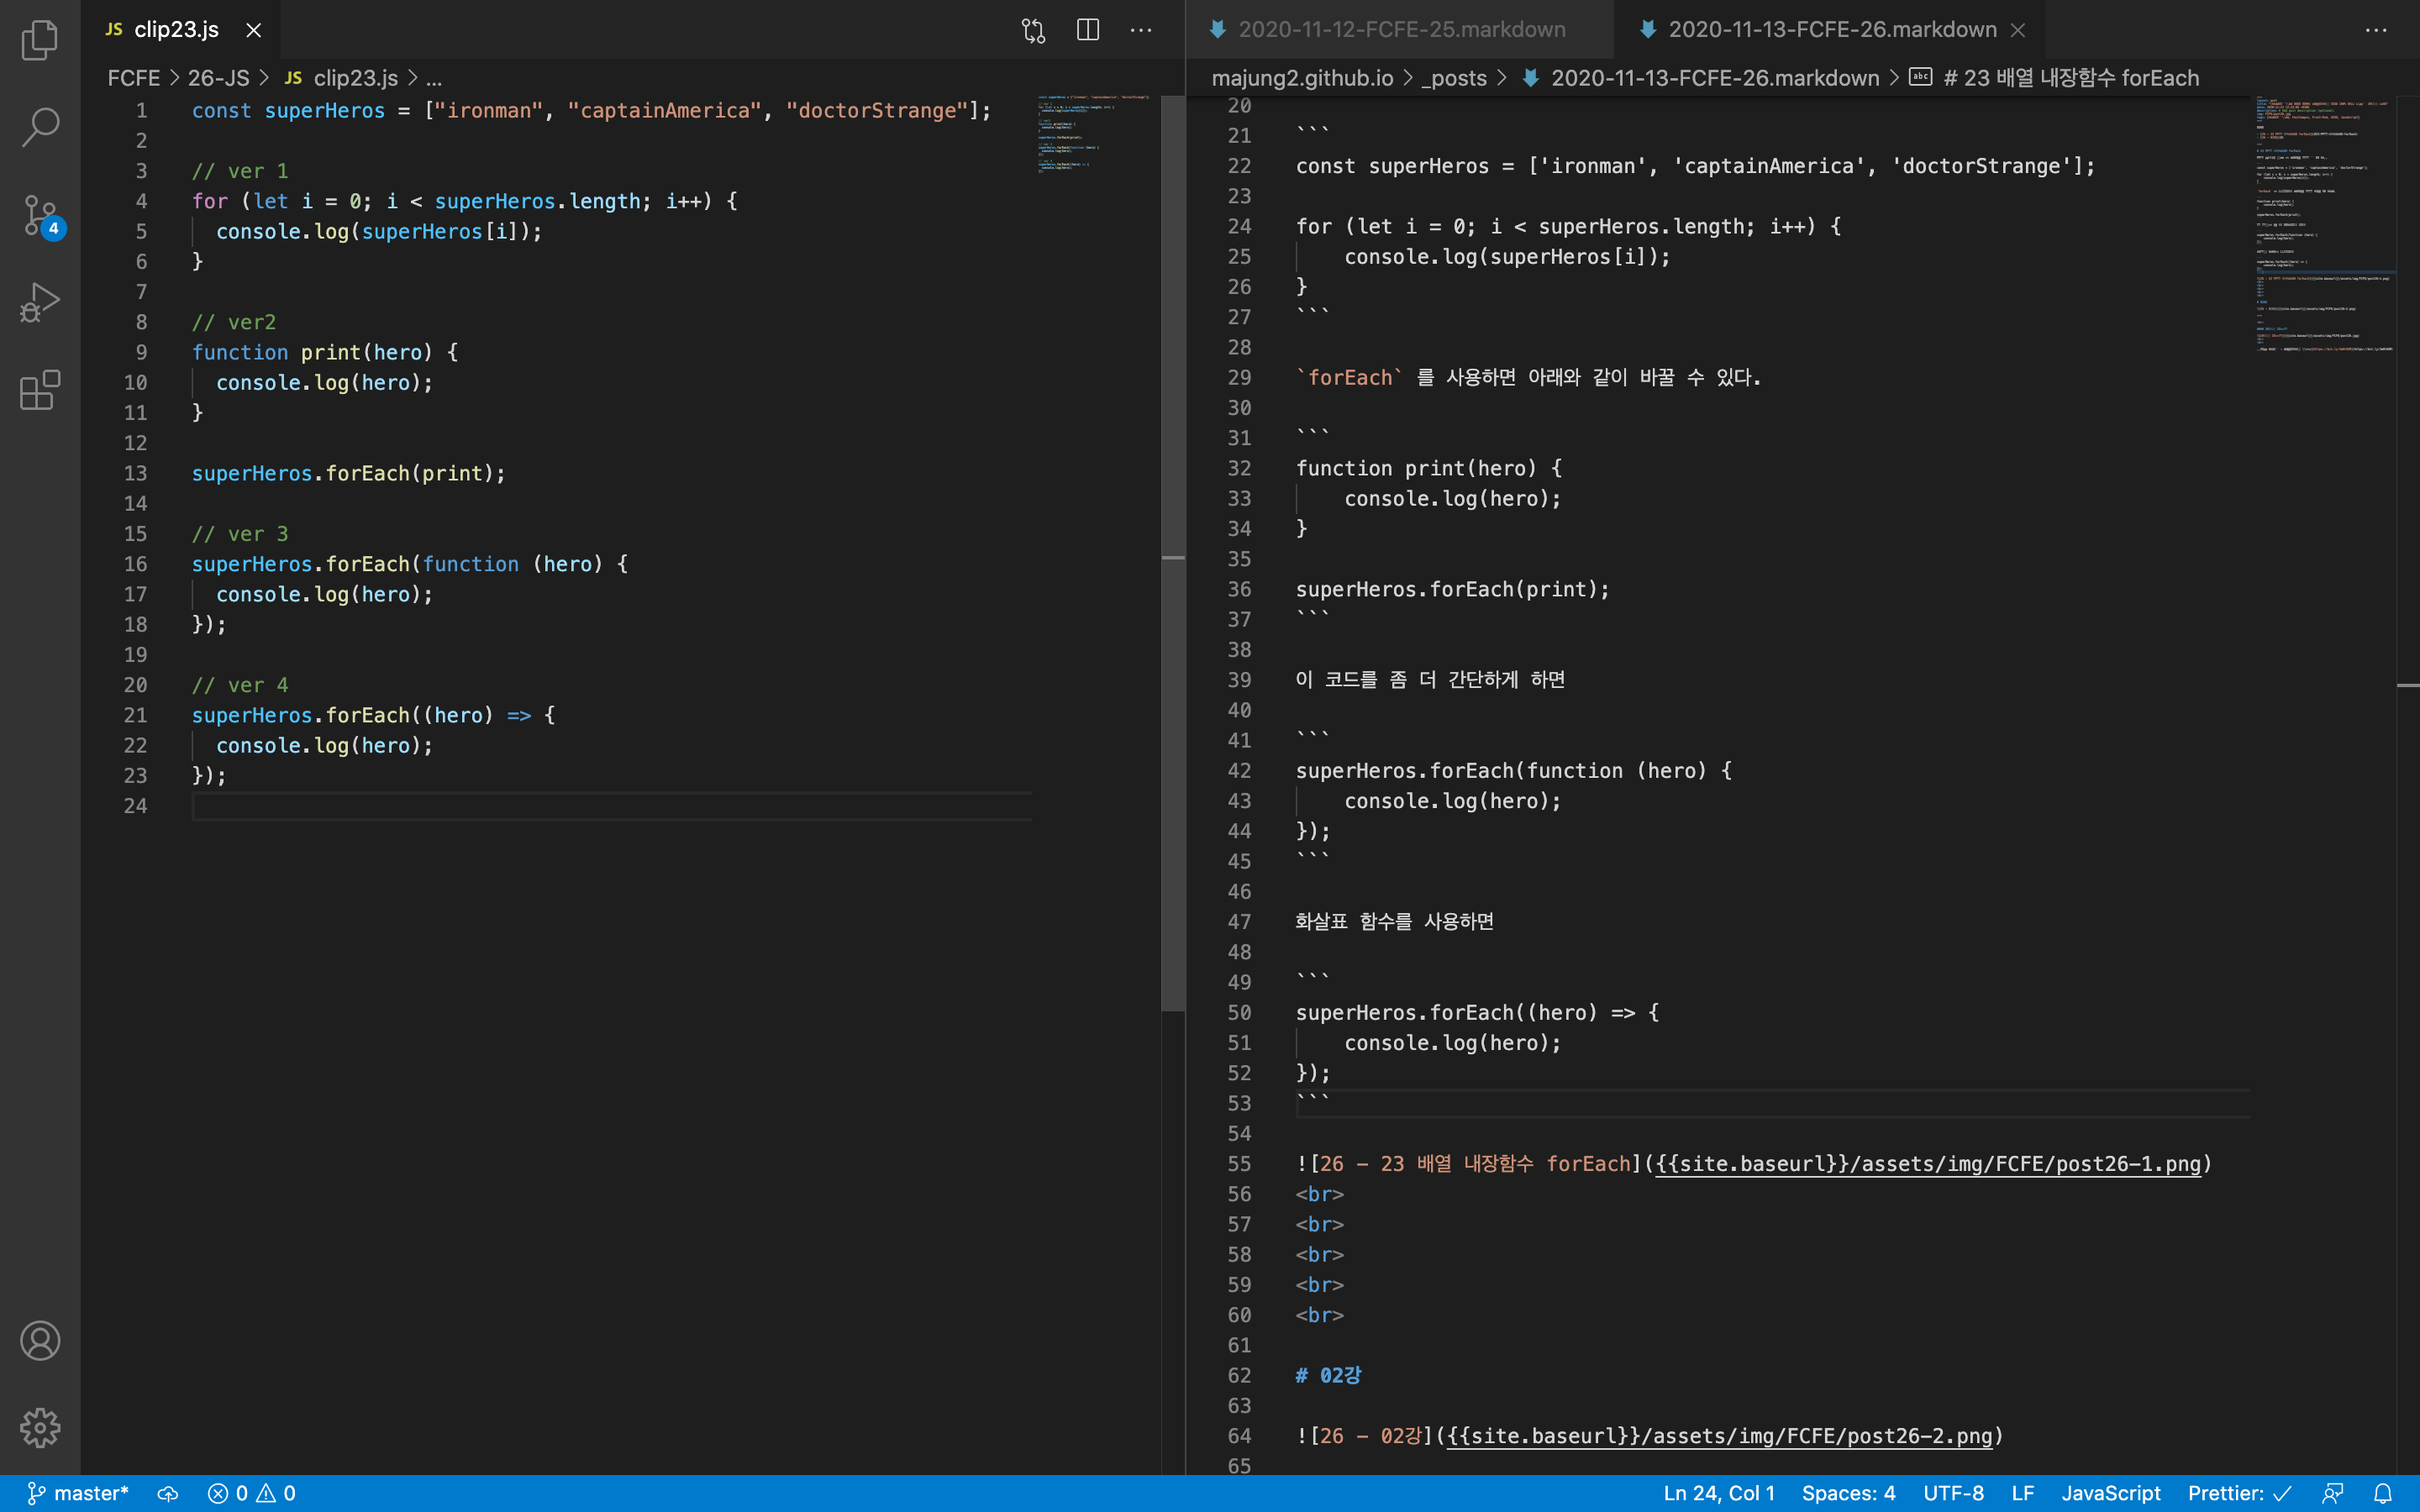 JS clip23.js
FCFE > 26-JS > JS clip23.js > ...
1 const superHeros = ["ironman", "captainAmerica", "doctorStrange"];
2
3 // ver 1
4 for (let i = 0; i < superHeros.length; i++) {
5 console.log(superHeros[i]);
6 }
7
8 // ver2
9 function print(hero) {
10 console.log(hero);
11 }
12
13 superHeros.forEach(print);
14
15 // ver 3
16 superHeros.forEach(function (hero) {
17 console.log(hero);
18 });
19
20 // ver 4
21 superHeros.forEach((hero) => {
22 console.log(hero);
23 });
24
4
2020-11-12-FCFE-25.markdown 2020-11-13-FCFE-26.markdown
majung2.github.io > _posts > 2020-11-13-FCFE-26.markdown > abc # 23 배열 내장함수 forEach
20
21 ```
22 const superHeros = ['ironman', 'captainAmerica', 'doctorStrange'];
23
24 for (let i = 0; i < superHeros.length; i++) {
25 console.log(superHeros[i]);
26 }
27 ```
28
29 `forEach` 를 사용하면 아래와 같이 바꿀 수 있다.
30
31 ```
32 function print(hero) {
33 console.log(hero);
34 }
35
36 superHeros.forEach(print);
37 ```
38
39 이 코드를 좀 더 간단하게 하면
40
41 ```
42 superHeros.forEach(function (hero) {
43 console.log(hero);
44 });
45 ```
46
47 화살표 함수를 사용하면
48
49 ```
50 superHeros.forEach((hero) => {
51 console.log(hero);
52 });
53 ```
54
55 ![26 - 23 배열 내장함수 forEach]({{site.baseurl}}/assets/img/FCFE/post26-1.png)
56 <br>
57 <br>
58 <br>
59 <br>
60 <br>
61
62 # 02강
63
64 ![26 - 02강]({{site.baseurl}}/assets/img/FCFE/post26-2.png)
65
master* 0 0 Ln 24, Col 1 Spaces: 4 UTF-8 LF JavaScript Prettier: ✓